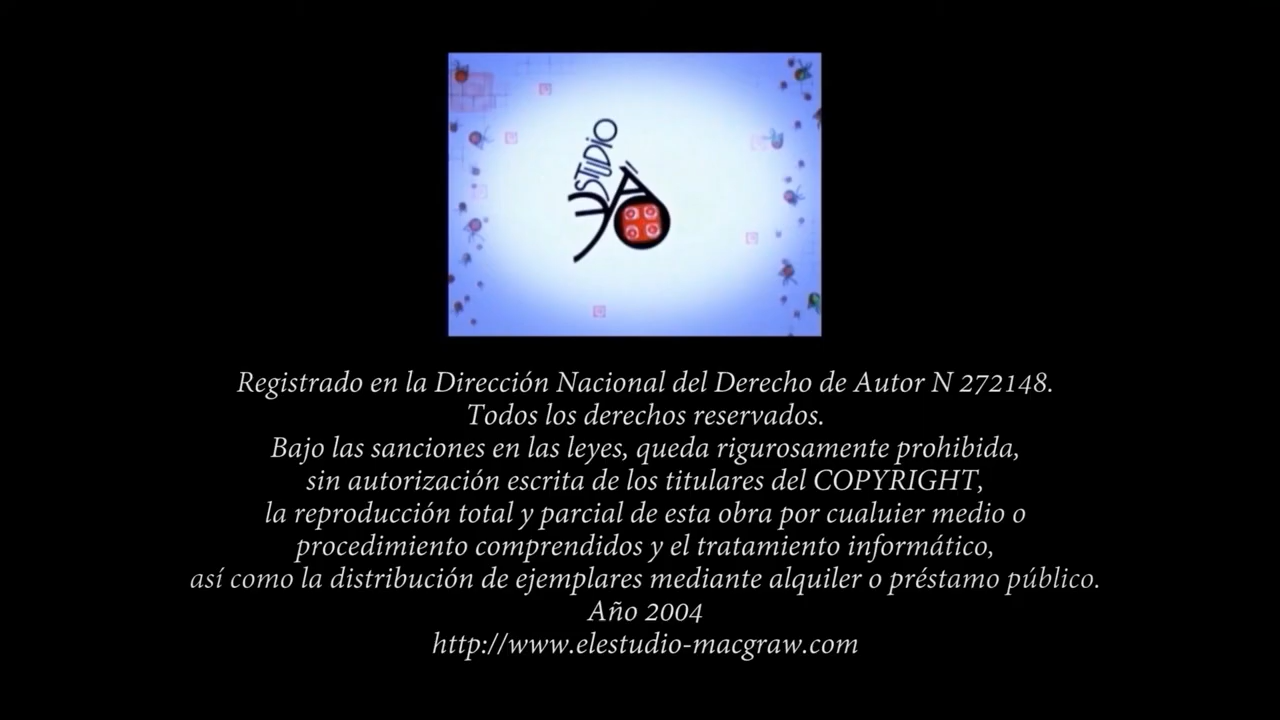 STUDIO
Registrado en la Dirección Nacional del Derecho de Autor N 272148.
Todos los derechos reservados.
Bajo las sanciones en las leyes, queda rigurosamente prohibida,
sin autorización escrita de los titulares del COPYRIGHT,
la reproducción total y parcial de esta obra por cualuier medio o
procedimiento comprendidos y el tratamiento informático,
así como la distribución de ejemplares mediante alquiler o préstamo público.
Año 2004
http://www.elestudio-macgraw.com